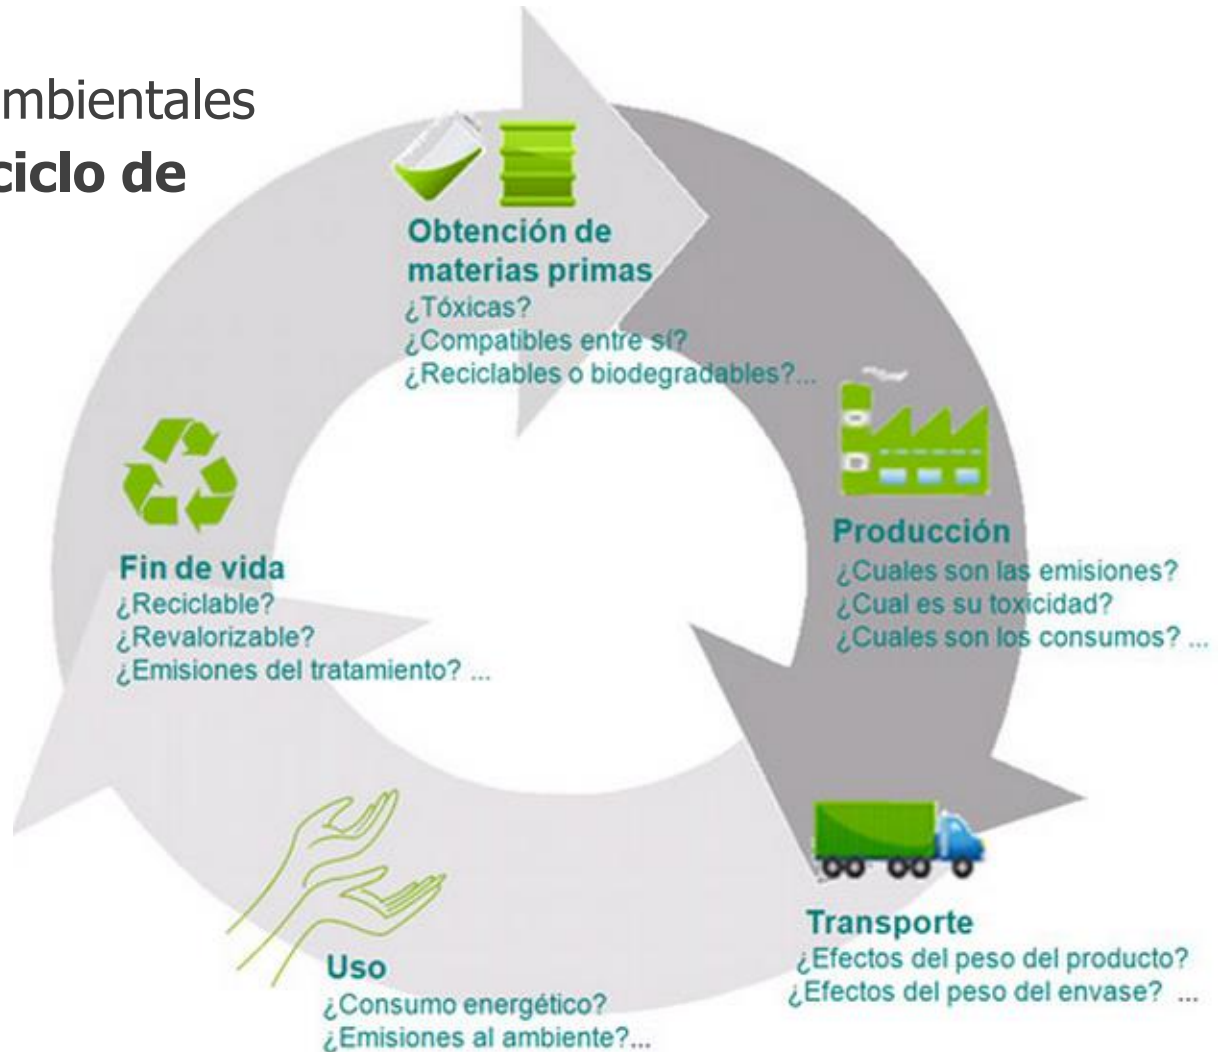 mbientales
ciclo de
Obtención de
materias primas
¿Tóxicas?
¿Compatibles entre sí?
¿Reciclables o biodegradables?...
Producción
¿Cuales son las emisiones?
¿Cual es su toxicidad?
¿Cuales son los consumos? ...
Transporte
¿Efectos del peso del producto?
¿Efectos del peso del envase? ...
Uso
¿Consumo energético?
¿Emisiones al ambiente?...
Fin de vida
¿Reciclable?
¿Revalorizable?
¿Emisiones del tratamiento? ...